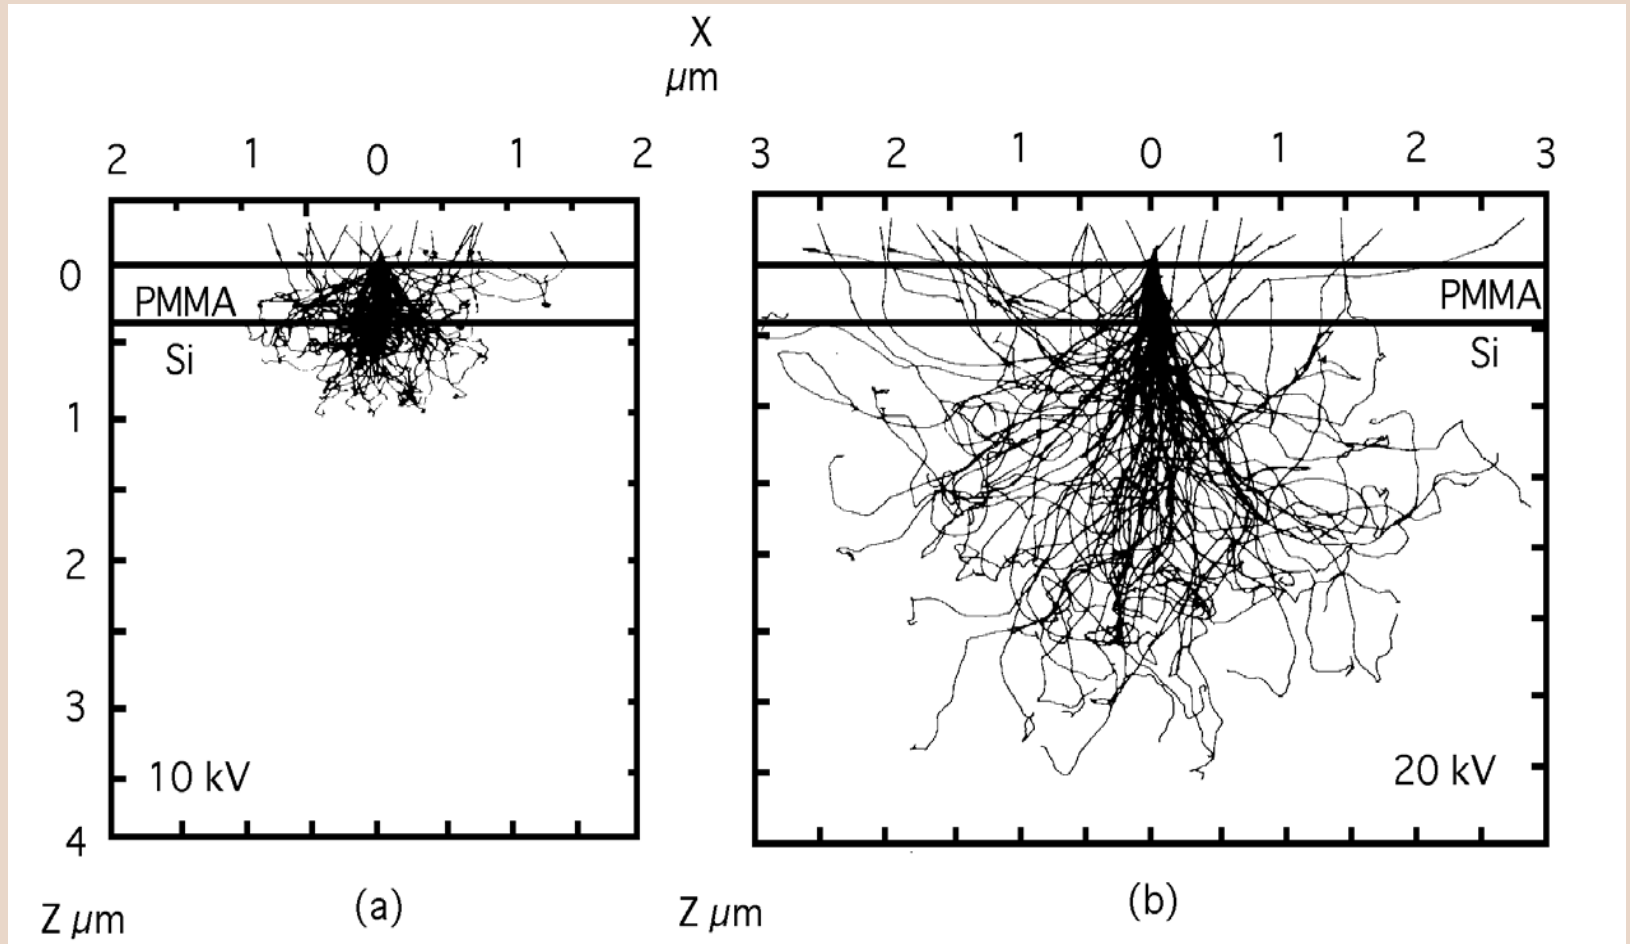 X
μm
2 1 0 1 2
3 2 1 0 1 2 3
0
PMMA
PMMA
Si
Si
1
2
3
10 kV
20 kV
4
(a)
(b)
Z μm
Z μm